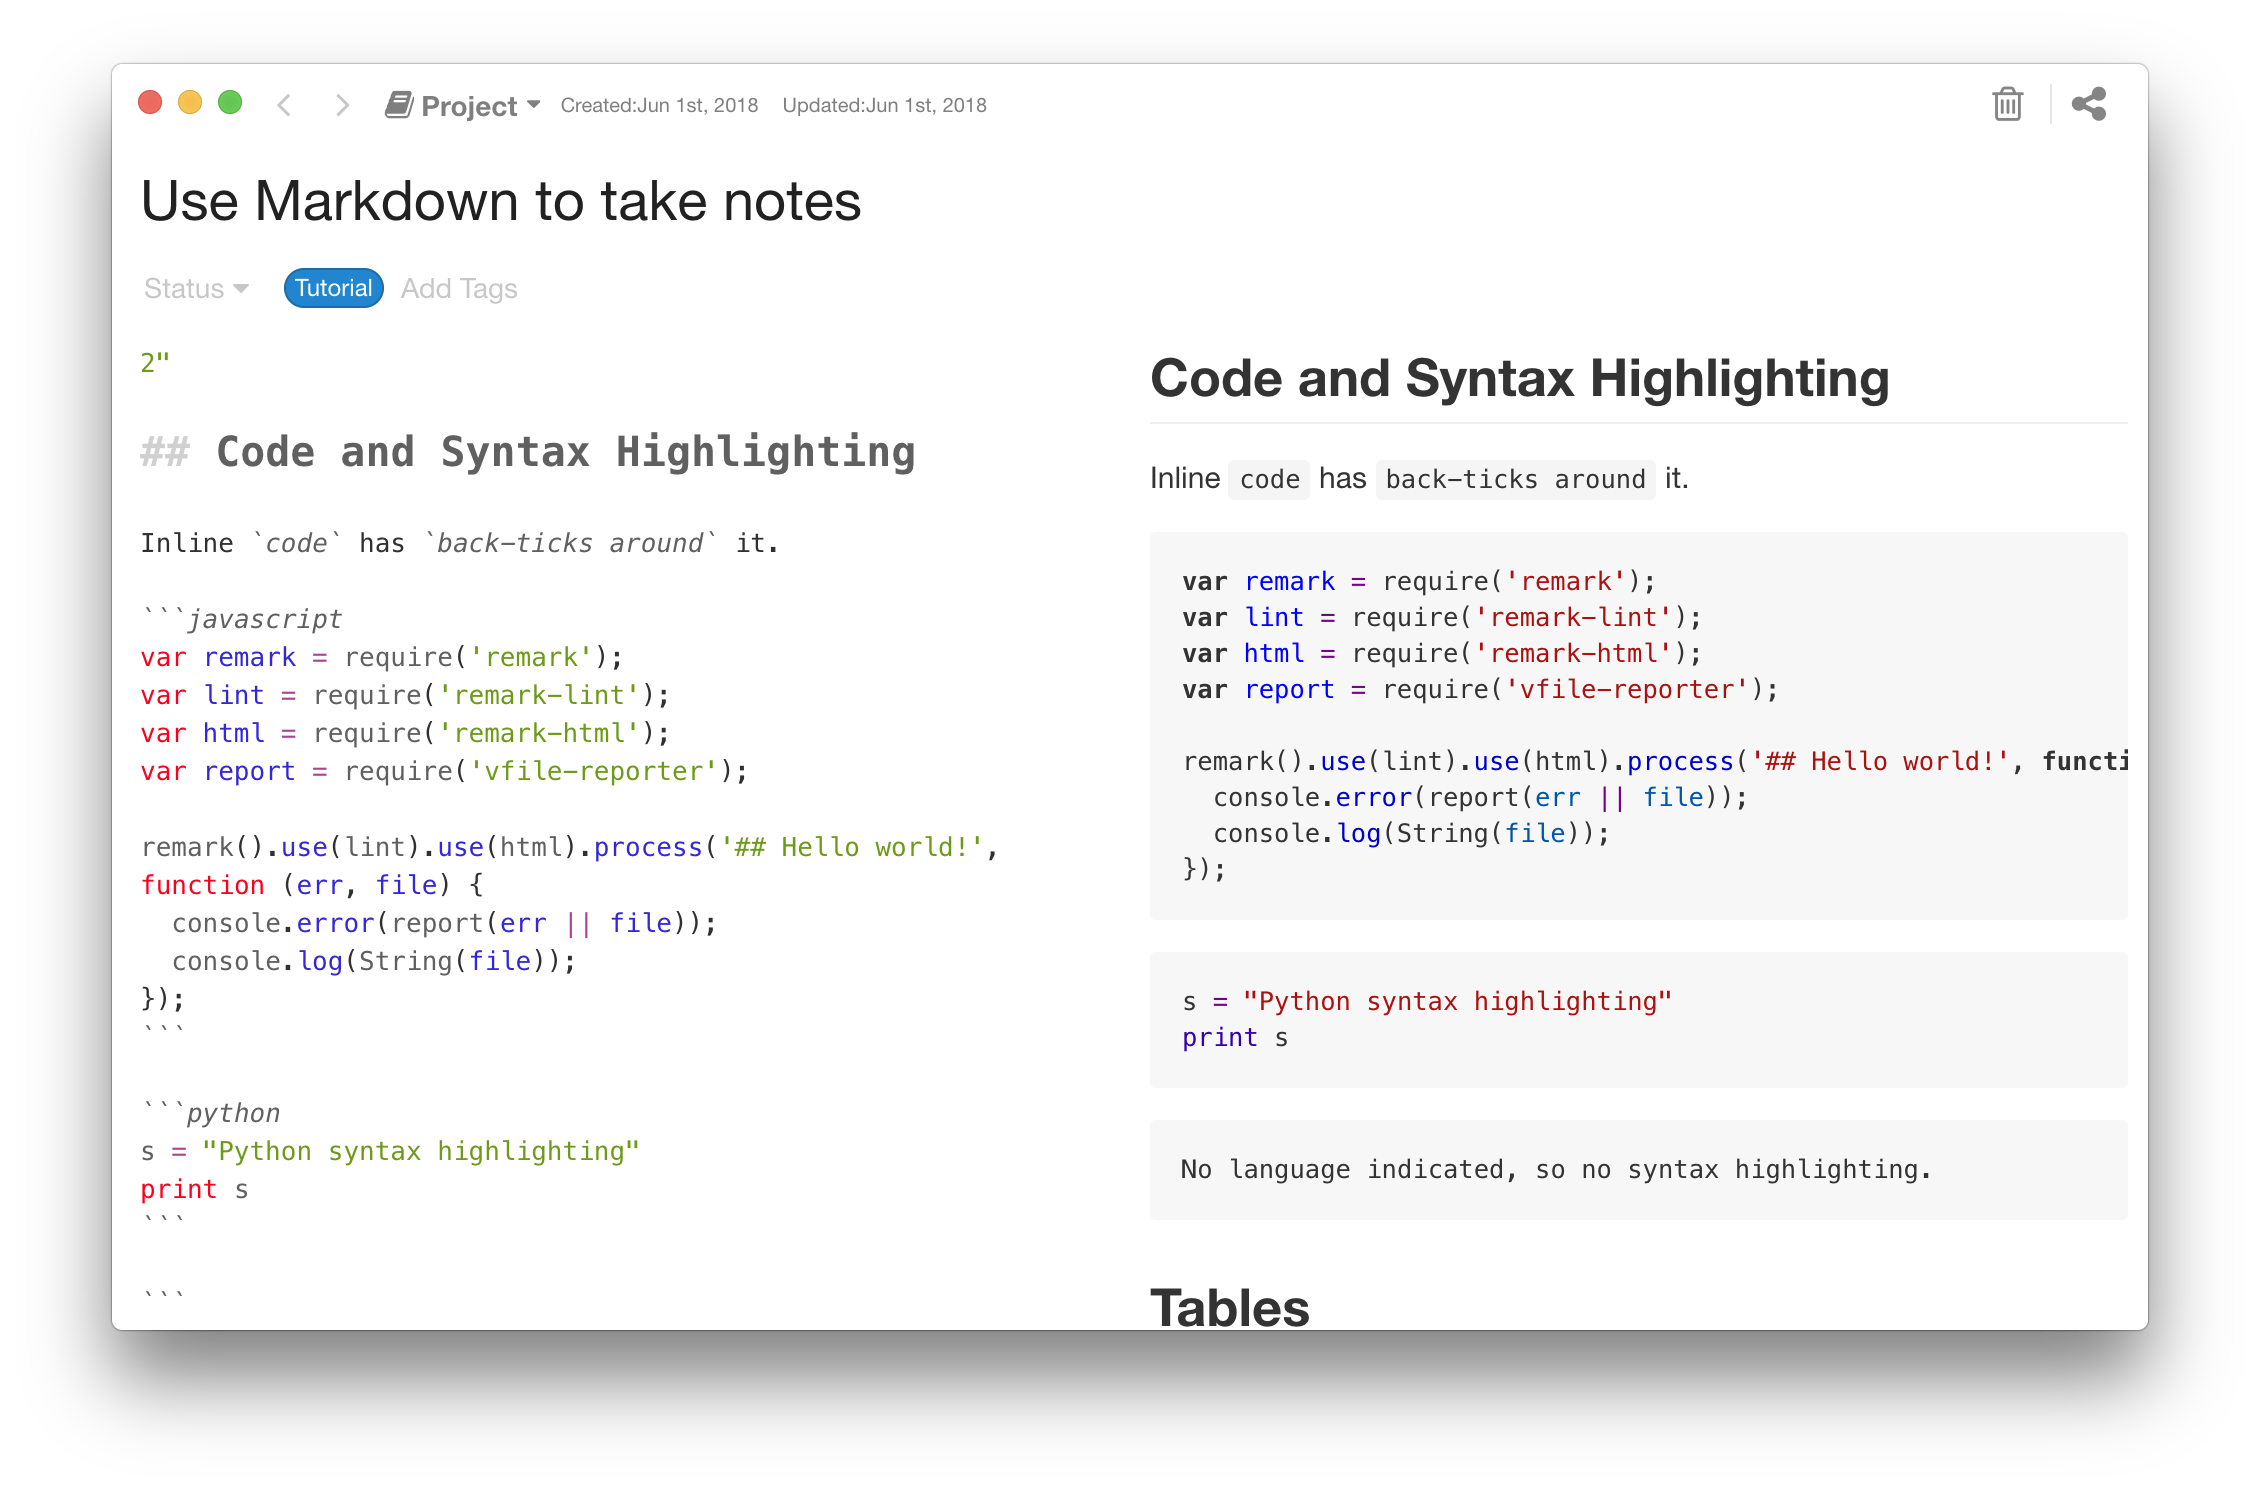 Project Created:Jun 1st, 2018 Updated:Jun 1st, 2018
Use Markdown to take notes
Status Tutorial Add Tags
2"
## Code and Syntax Highlighting
Inline `code` has `back-ticks around` it.
```javascript
var remark = require('remark');
var lint = require('remark-lint');
var html = require('remark-html');
var report = require('vfile-reporter');
remark().use(lint).use(html).process('## Hello world!',
function (err, file) {
  console.error(report(err || file));
  console.log(String(file));
});
```
```python
s = "Python syntax highlighting"
print s
```
```
Code and Syntax Highlighting
Inline code has back-ticks around it.
var remark = require('remark');
var lint = require('remark-lint');
var html = require('remark-html');
var report = require('vfile-reporter');
remark().use(lint).use(html).process('## Hello world!', functi
  console.error(report(err || file));
  console.log(String(file));
});
s = "Python syntax highlighting"
print s
No language indicated, so no syntax highlighting.
Tables